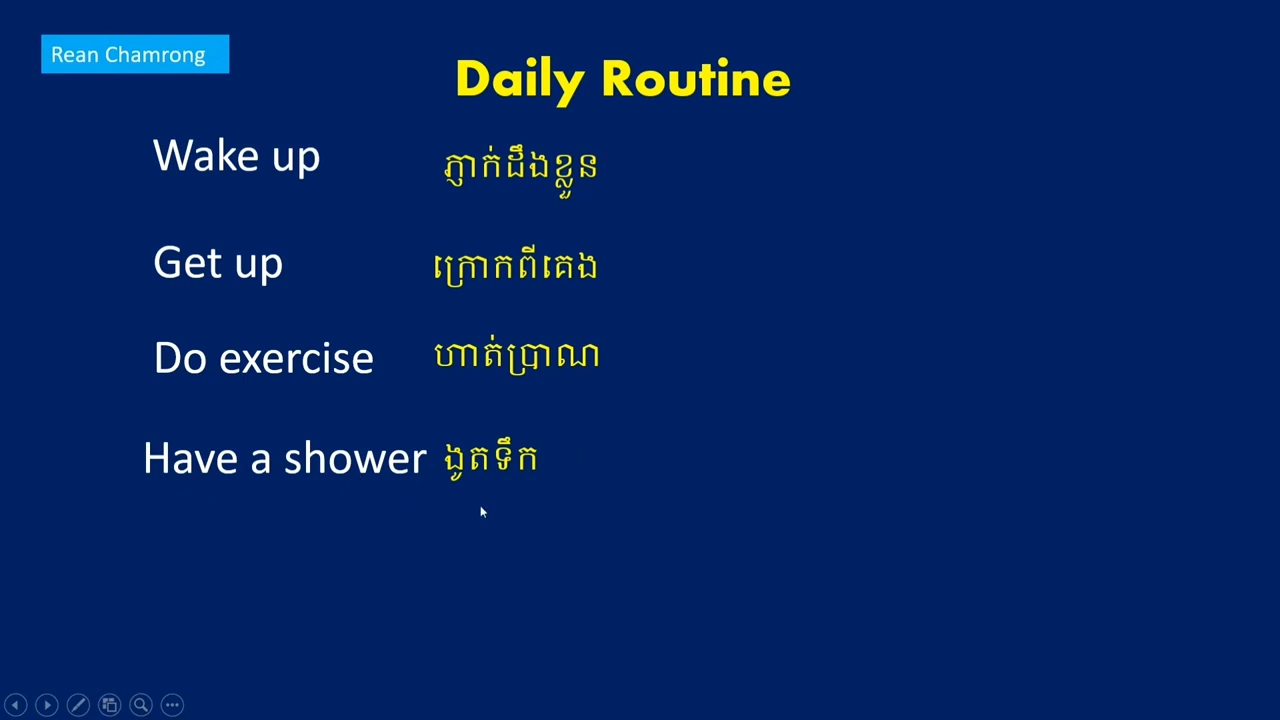 Rean Chamrong
Daily Routine
Wake up ភ្ញាក់ដឹងខ្លួន
Get up ក្រោកពីគេង
Do exercise ហាត់ប្រាណ
Have a shower ងូតទឹក